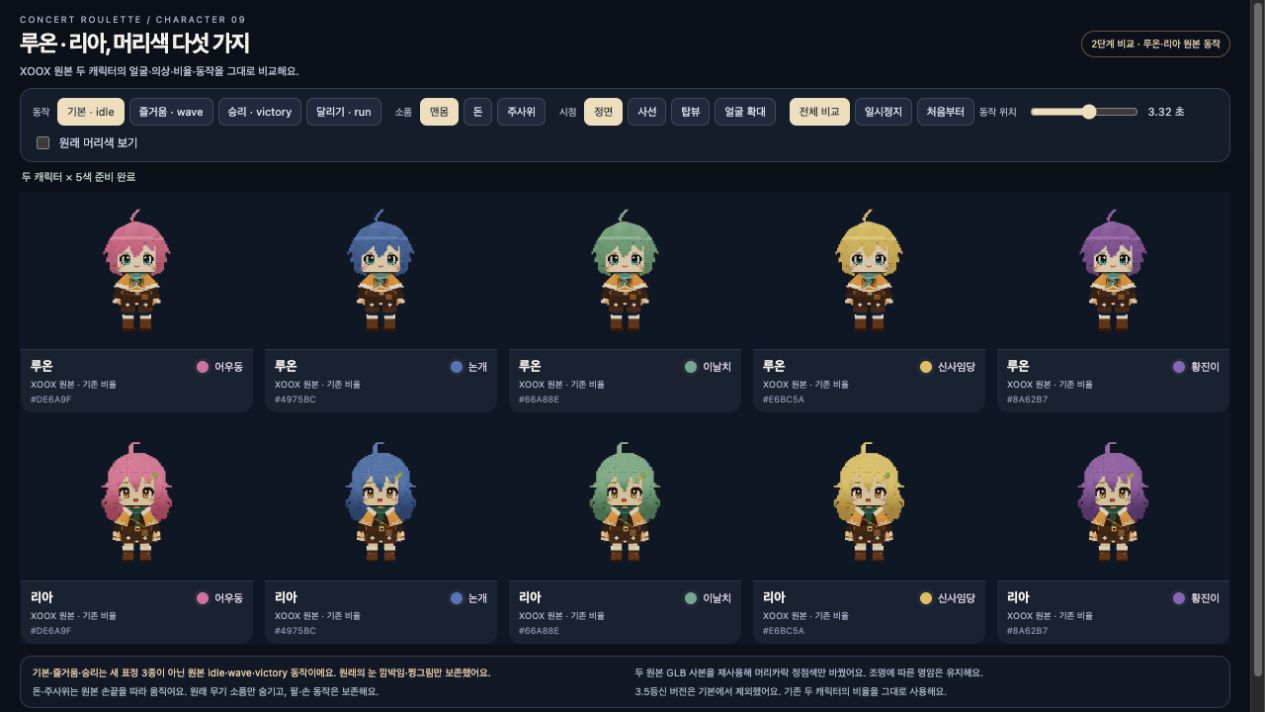 CONCERT ROULETTE / CHARACTER 09
루온·리아, 머리색 다섯 가지
2단계 비교 · 루온·리아 원본 동작
XOOX 원본 두 캐릭터의 얼굴·의상·비율·동작을 그대로 비교해요.
동작 기본 · idle 즐거움 · wave 승리 · victory 달리기 · run 소품 맨몸 돈 주사위 시점 정면 사선 탑뷰 얼굴 확대 전체 비교 일시정지 처음부터 동작 위치 3.32 초
원래 머리색 보기
두 캐릭터 × 5색 준비 완료
루온 어우동
XOOX 원본 · 기존 비율
#DE6A9F
루온 논개
XOOX 원본 · 기존 비율
#4975BC
루온 이날치
XOOX 원본 · 기존 비율
#66A88E
루온 신사임당
XOOX 원본 · 기존 비율
#E6BC5A
루온 황진이
XOOX 원본 · 기존 비율
#8A62B7
리아 어우동
XOOX 원본 · 기존 비율
#DE6A9F
리아 논개
XOOX 원본 · 기존 비율
#4975BC
리아 이날치
XOOX 원본 · 기존 비율
#66A88E
리아 신사임당
XOOX 원본 · 기존 비율
#E6BC5A
리아 황진이
XOOX 원본 · 기존 비율
#8A62B7
기본·즐거움·승리는 새 표정 3종이 아닌 원본 idle·wave·victory 동작이에요. 원래의 눈 깜박임·찡그림만 보존했어요.
돈·주사위는 원본 손끝을 따라 움직여요. 원래 무기 소품만 숨기고, 팔·손 동작은 보존해요.
두 원본 GLB 사본을 재사용해 머리카락 정점색만 바꿨어요. 조명에 따른 명암은 유지해요.
3.5등신 버전은 기본에서 제외했어요. 기존 두 캐릭터의 비율을 그대로 사용해요.